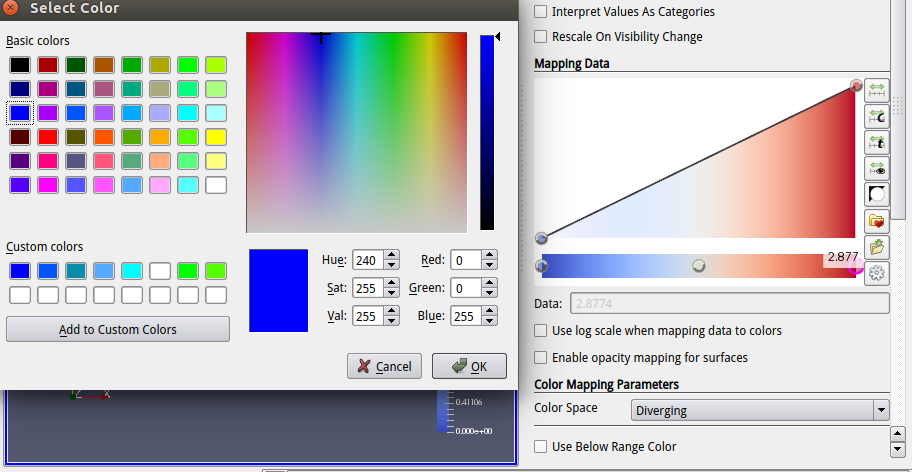 Select Color
Basic colors
Custom colors
Hue: 240
Red: 0
Sat: 255
Green: 0
Val: 255
Blue: 255
Add to Custom Colors
Cancel
OK
Z
X
0.41106
0.000e+00
Interpret Values As Categories
Rescale On Visibility Change
Mapping Data
2.877
Data: 2.8774
Use log scale when mapping data to colors
Enable opacity mapping for surfaces
Color Mapping Parameters
Color Space
Diverging
Use Below Range Color